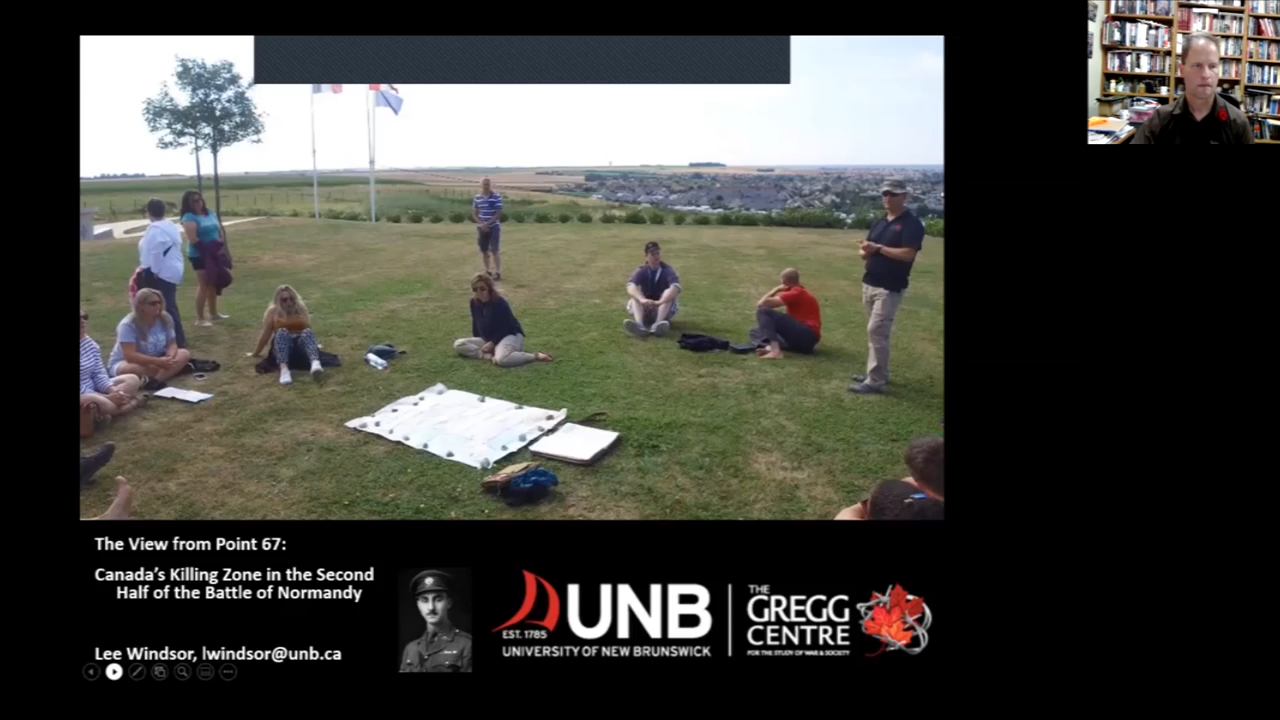 The View from Point 67:
Canada's Killing Zone in the Second
Half of the Battle of Normandy
Lee Windsor, lwindsor@unb.ca
EST. 1785
UNB
UNIVERSITY OF NEW BRUNSWICK
THE
GREGG
CENTRE
FOR THE STUDY OF WAR & SOCIETY